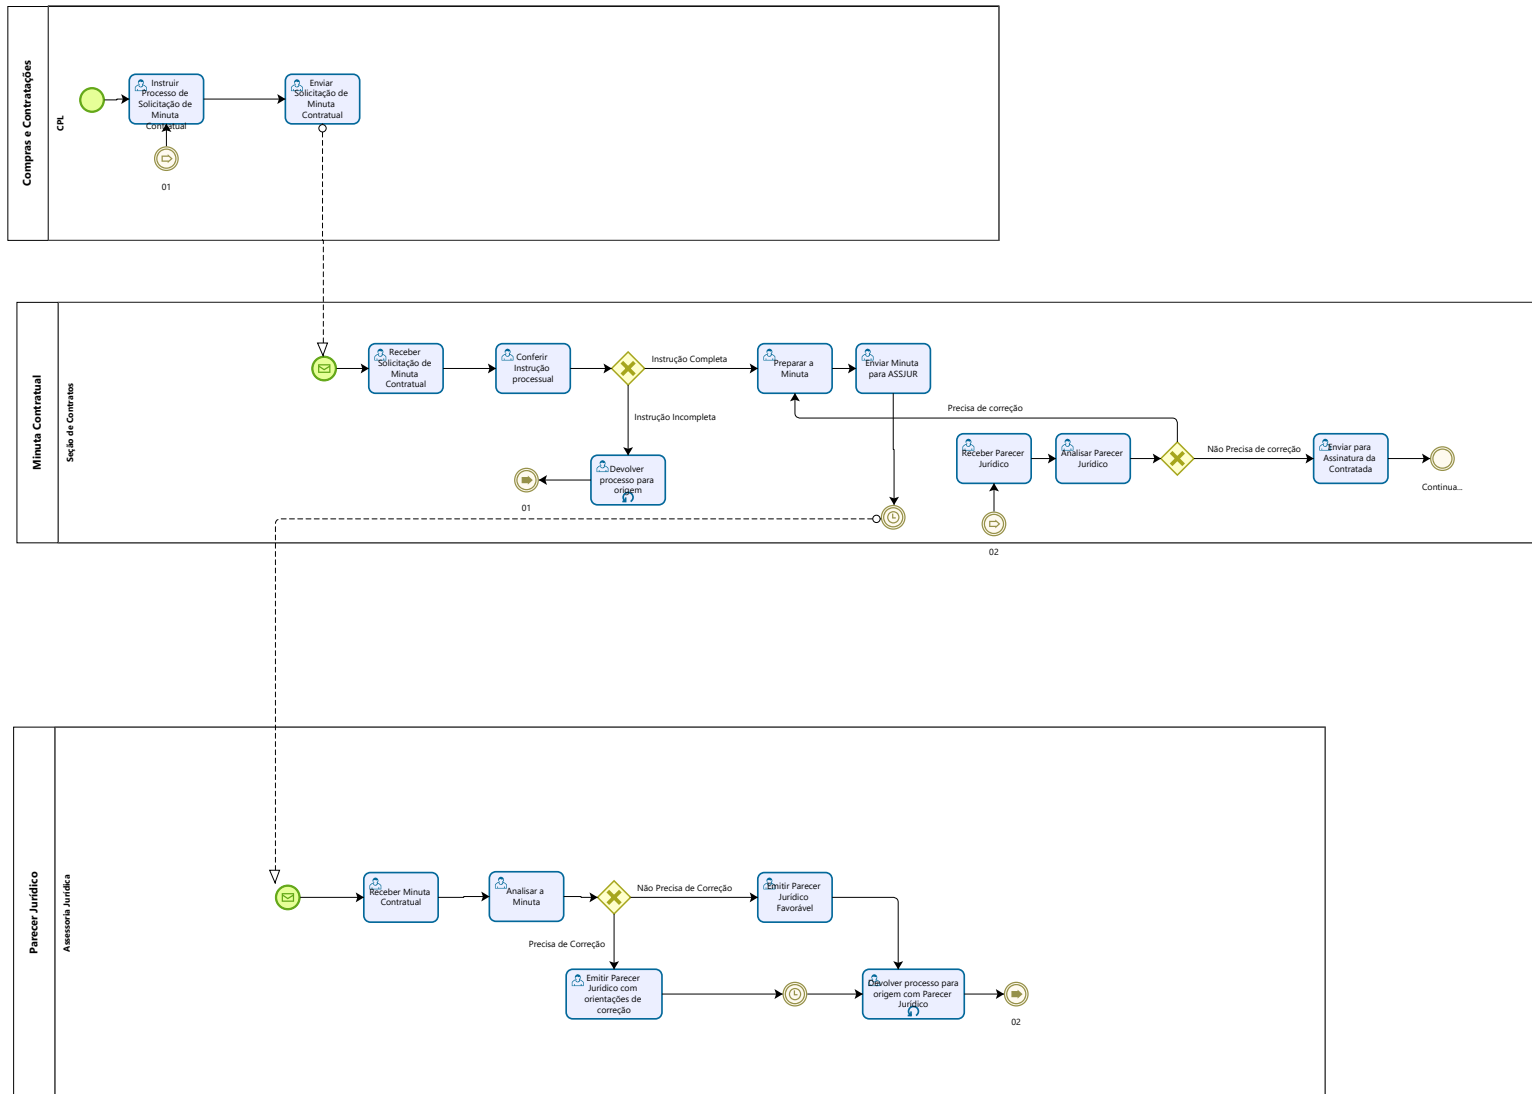 Compras e Contratações
CPL
Instruir
Processo de
Solicitação de
Minuta
Contratual
Enviar
Solicitação de
Minuta
Contratual
01
Minuta Contratual
Seção de Contratos
Receber
Solicitação de
Minuta
Contratual
Conferir
Instrução
processual
Instrução Completa
Instrução Incompleta
Devolver
processo para
origem
01
Preparar a
Minuta
Enviar Minuta
para ASSJUR
Precisa de correção
Receber Parecer
Jurídico
Analisar Parecer
Jurídico
Não Precisa de correção
Enviar para
Assinatura da
Contratada
Continua...
02
Parecer Jurídico
Assessoria Jurídica
Receber Minuta
Contratual
Analisar a
Minuta
Não Precisa de Correção
Emitir Parecer
Jurídico
Favorável
Precisa de Correção
Emitir Parecer
Jurídico com
orientações de
correção
Devolver processo para
origem com Parecer
Jurídico
02